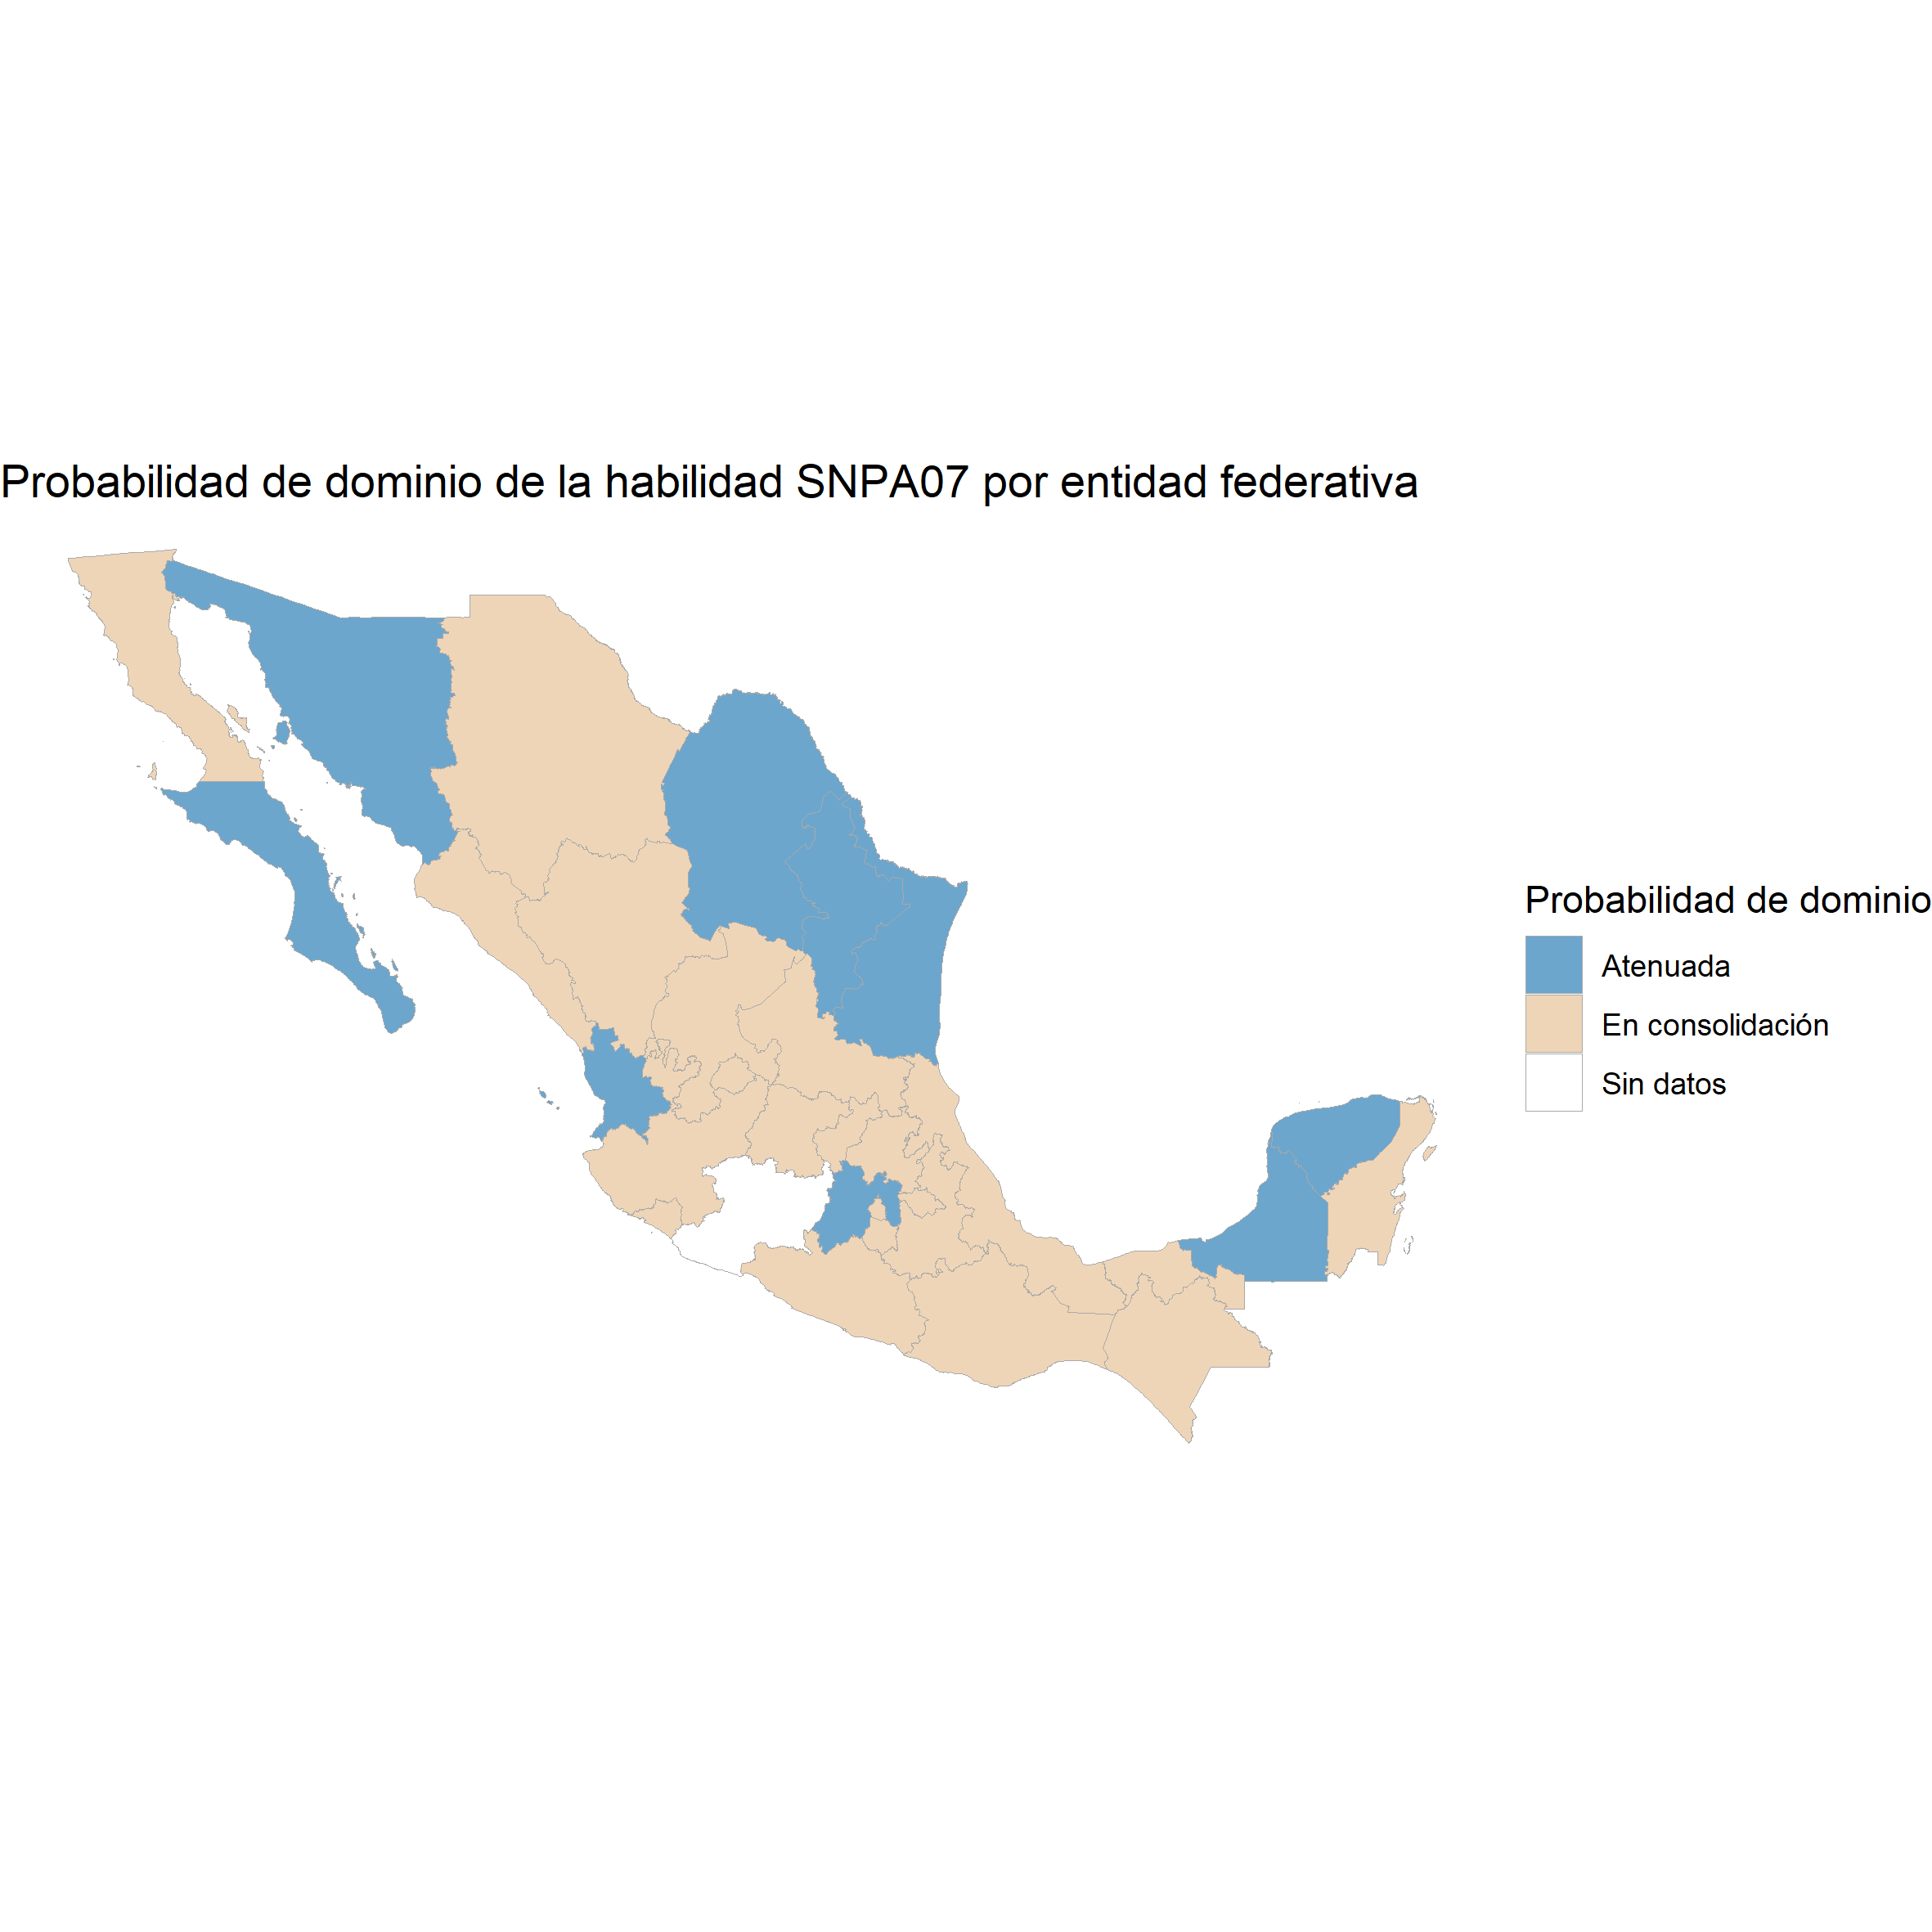 Probabilidad de dominio de la habilidad SNPA07 por entidad federativa
Probabilidad de dominio
Atenuada
En consolidación
Sin datos